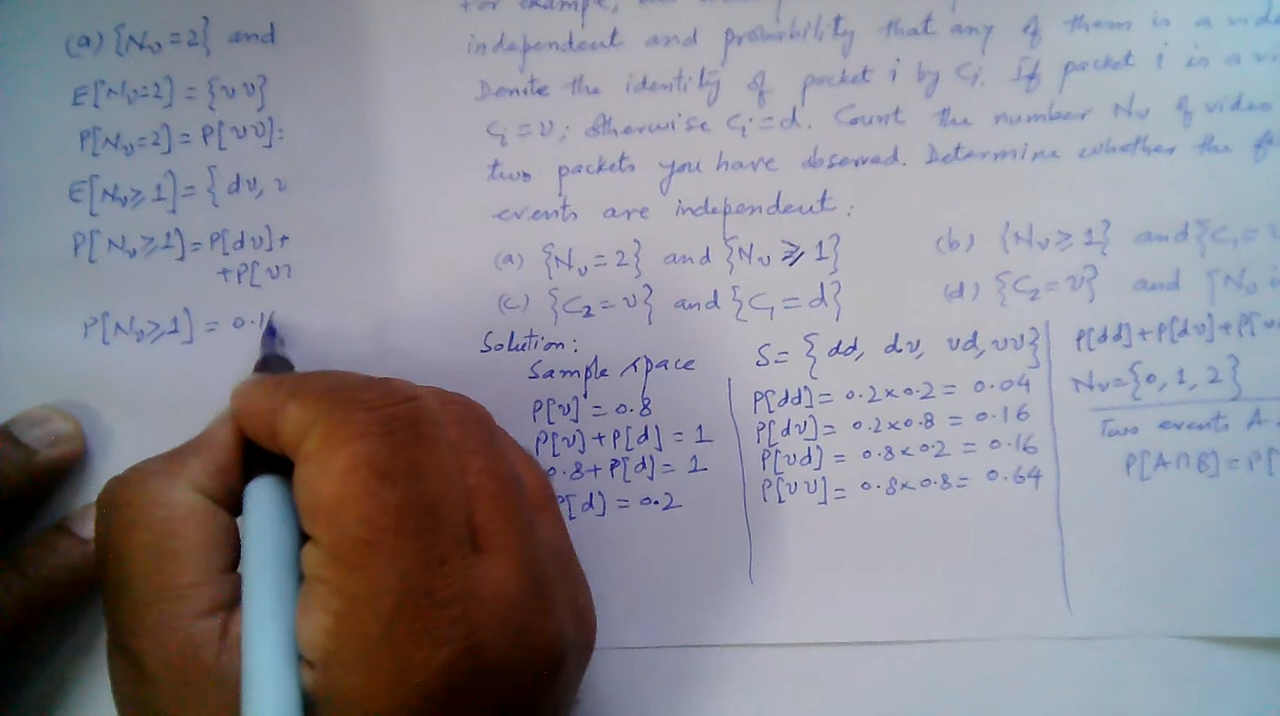 (a) {Nv=2} and
E[Nv=2] = {vv}
P[Nv=2] = P[vv]:
E[Nv≥1] = { dv, v
P[Nv≥1] = P[dv]+
+P[v
P[Nv≥1] = 0.16
For example,
independent and probability that any of them is a
Denote the identity of packet i by Ci. If packet i is a
Ci = v; otherwise Ci = d. Count the number Nv of video
two packets you have observed. Determine whether the
events are independent:
(a) {Nv = 2} and {Nv ≥ 1}
(b) {Nv ≥ 1} and {C1 =
(c) {C2 = v} and {C1 = d}
(d) {C2 = v} and {Nv
Solution:
Sample space
P[v] = 0.8
P[v] + P[d] = 1
0.8 + P[d] = 1
P[d] = 0.2
S = {dd, dv, vd, vv}
P[dd] = 0.2×0.2 = 0.04
P[dv] = 0.2×0.8 = 0.16
P[vd] = 0.8×0.2 = 0.16
P[vv] = 0.8×0.8 = 0.64
P[dd]+P[dv]+P[v
Nv = {0, 1, 2}
Two events A
P[A∩B] = P[